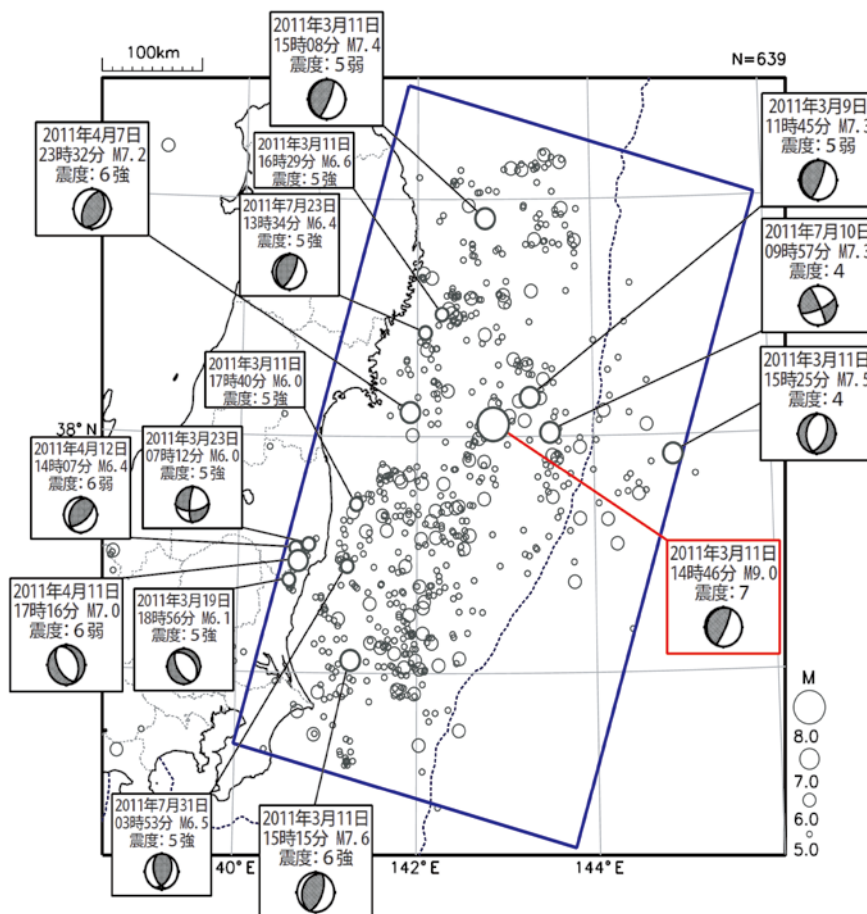 100km
N=639
2011年3月11日
15時08分 M7.4
震度：5弱
2011年4月7日
23時32分 M7.2
震度：6強
2011年3月11日
16時29分 M6.6
震度：5強
2011年7月23日
13時34分 M6.4
震度：5強
2011年3月9日
11時45分 M7.3
震度：5弱
2011年7月10日
09時57分 M7.3
震度：4
2011年3月11日
15時25分 M7.5
震度：4
2011年3月11日
17時40分 M6.0
震度：5強
38°N
2011年4月12日
14時07分 M6.4
震度：6弱
2011年3月23日
07時12分 M6.0
震度：5強
2011年3月11日
14時46分 M9.0
震度：7
2011年4月11日
17時16分 M7.0
震度：6弱
2011年3月19日
18時56分 M6.1
震度：5強
2011年7月31日
03時53分 M6.5
震度：5強
2011年3月11日
15時15分 M7.6
震度：6強
M
8.0
7.0
6.0
5.0
40°E
142°E
144°E